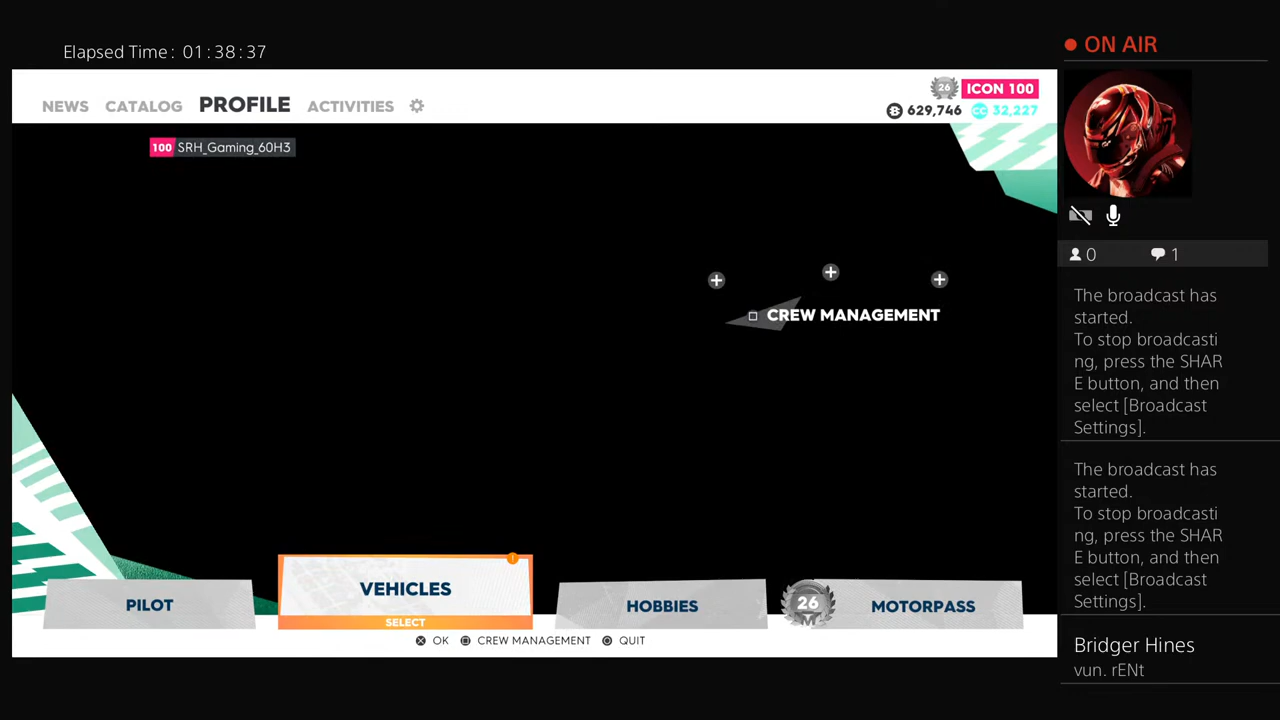 Elapsed Time: 01:38:37
ON AIR
NEWS CATALOG PROFILE ACTIVITIES
26 ICON 100
629,746 CC 32,227
100 SRH_Gaming_60H3
CREW MANAGEMENT
PILOT
VEHICLES
SELECT
HOBBIES
26 M
MOTORPASS
OK CREW MANAGEMENT QUIT
0 1
The broadcast has
started.
To stop broadcasti
ng, press the SHAR
E button, and then
select [Broadcast
Settings].
The broadcast has
started.
To stop broadcasti
ng, press the SHAR
E button, and then
select [Broadcast
Settings].
Bridger Hines
vun. rENt